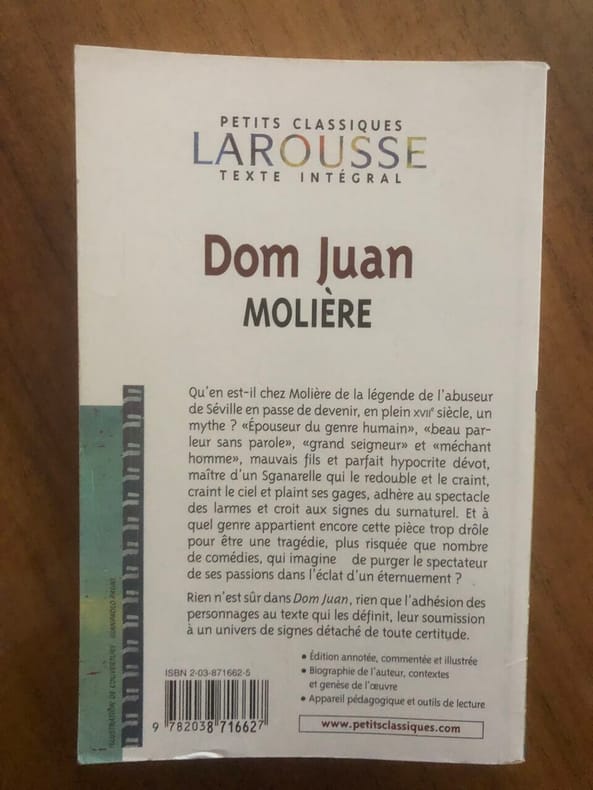 PETITS CLASSIQUES
LAROUSSE
TEXTE INTÉGRAL
Dom Juan
MOLIÈRE
Qu'en est-il chez Molière de la légende de l'abuseur
de Séville en passe de devenir, en plein XVIIe siècle, un
mythe ? «Épouseur du genre humain», «beau par-
leur sans parole», «grand seigneur» et «méchant
homme», mauvais fils et parfait hypocrite dévot,
maître d'un Sganarelle qui le redouble et le craint,
craint le ciel et plaint ses gages, adhère au spectacle
des larmes et croit aux signes du surnaturel. Et à
quel genre appartient encore cette pièce trop drôle
pour être une tragédie, plus risquée que nombre
de comédies, qui imagine de purger le spectateur
de ses passions dans l'éclat d'un éternuement ?
Rien n'est sûr dans Dom Juan, rien que l'adhésion des
personnages au texte qui les définit, leur soumission
à un univers de signes détaché de toute certitude.
• Édition annotée, commentée et illustrée
• Biographie de l'auteur, contextes
et genèse de l'œuvre
• Appareil pédagogique et outils de lecture
www.petitsclassiques.com
ISBN 2-03-871662-5
9 782038 716627
ILLUSTRATION DE COUVERTURE : GIANPAOLO PAGNI